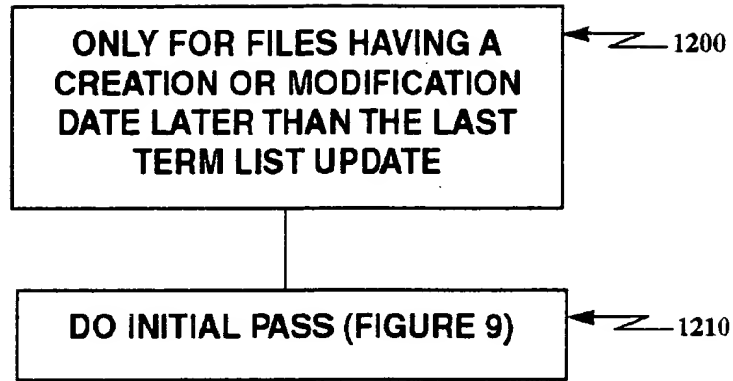 ONLY FOR FILES HAVING A
CREATION OR MODIFICATION
DATE LATER THAN THE LAST
TERM LIST UPDATE
1200
DO INITIAL PASS (FIGURE 9)
1210